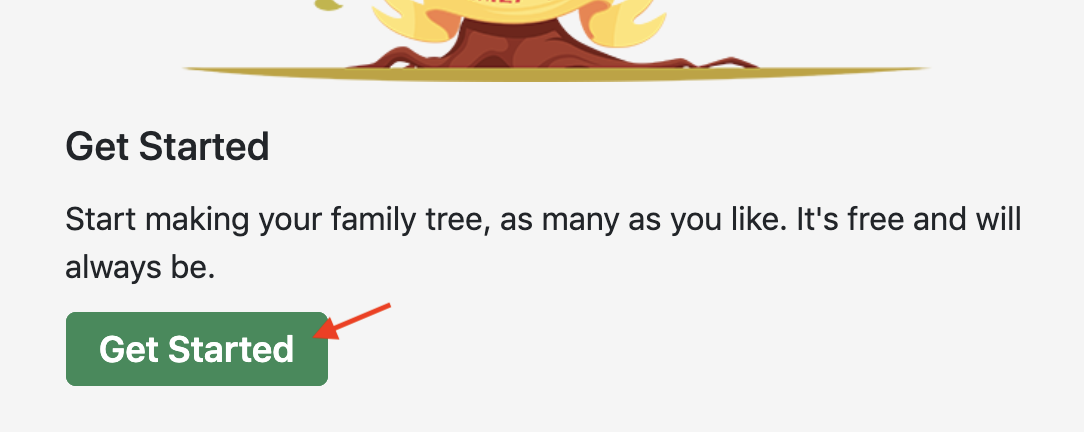 Get Started
Start making your family tree, as many as you like. It's free and will
always be.
Get Started